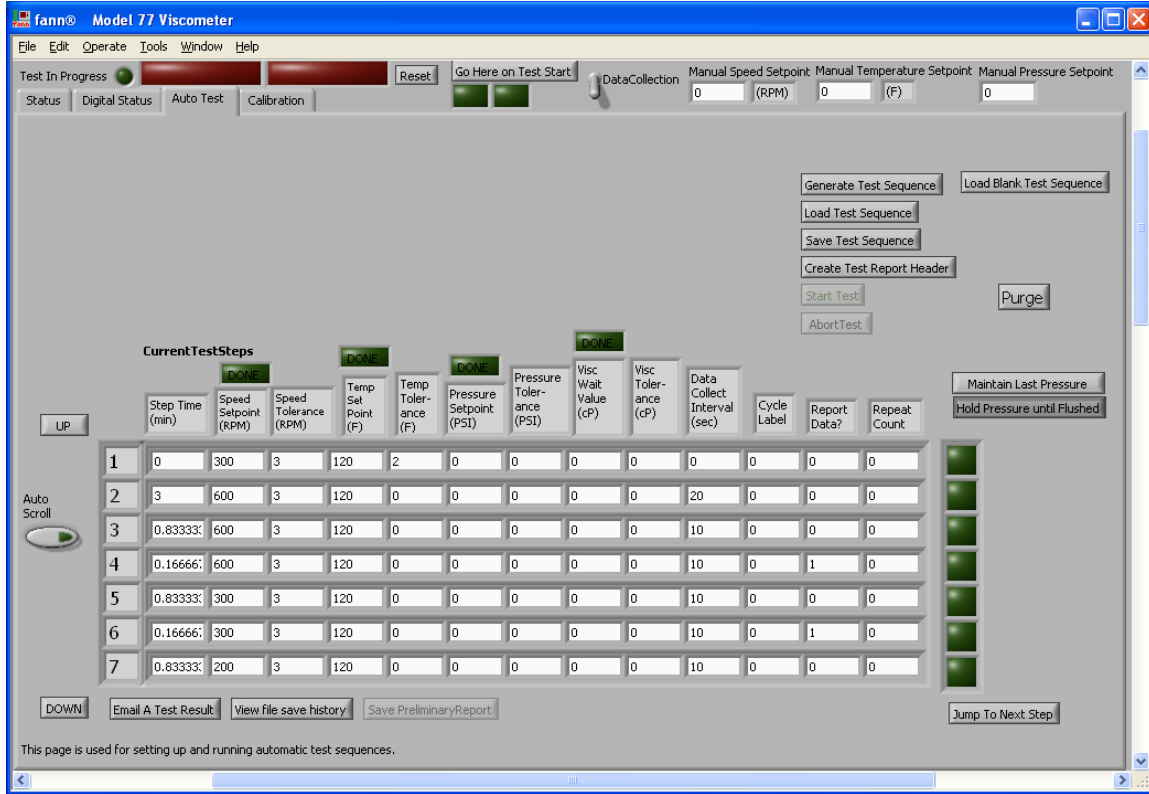 fann® Model 77 Viscometer
File Edit Operate Tools Window Help
Test In Progress Reset Go Here on Test Start DataCollection Manual Speed Setpoint Manual Temperature Setpoint Manual Pressure Setpoint
0 (RPM) 0 (F) 0
Status Digital Status Auto Test Calibration
Generate Test Sequence Load Blank Test Sequence
Load Test Sequence
Save Test Sequence
Create Test Report Header
Start Test Purge
AbortTest
CurrentTestSteps
DONE DONE DONE DONE
Step Time (min) Speed Setpoint (RPM) Speed Tolerance (RPM) Temp Set Point (F) Temp Toler-ance (F) Pressure Setpoint (PSI) Pressure Toler-ance (PSI) Visc Wait Value (cP) Visc Toler-ance (cP) Data Collect Interval (sec) Cycle Label Report Data? Repeat Count
Maintain Last Pressure
Hold Pressure until Flushed
UP
1 0 300 3 120 2 0 0 0 0 0 0 0 0
2 3 600 3 120 0 0 0 0 0 20 0 0 0
Auto Scroll
3 0.83333 600 3 120 0 0 0 0 0 10 0 0 0
4 0.16666 600 3 120 0 0 0 0 0 10 0 1 0
5 0.83333 300 3 120 0 0 0 0 0 10 0 0 0
6 0.16666 300 3 120 0 0 0 0 0 10 0 1 0
7 0.83333 200 3 120 0 0 0 0 0 10 0 0 0
DOWN Email A Test Result View file save history Save PreliminaryReport Jump To Next Step
This page is used for setting up and running automatic test sequences.